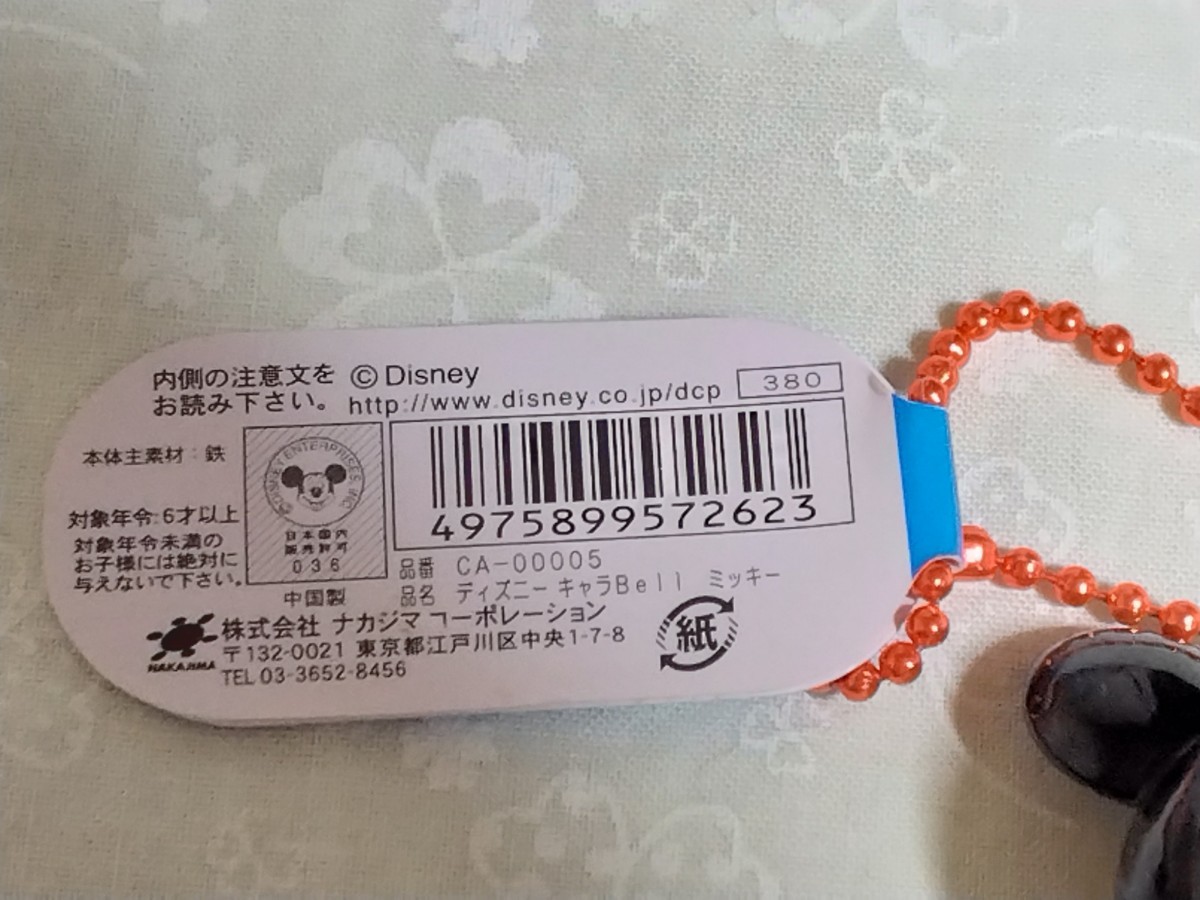 内側の注意文を
お読み下さい。
© Disney
http://www.disney.co.jp/dcp
380
本体主素材：鉄
対象年令：6才以上
対象年令未満の
お子様には絶対に
与えないで下さい。
DISNEY ENTERPRISES, INC
日本国内
販売許可
036
中国製
4975899572623
品番 CA-00005
品名 ディズニー キャラBell ミッキー
NAKAJIMA
株式会社 ナカジマコーポレーション
〒132-0021 東京都江戸川区中央1-7-8
TEL 03-3652-8456
紙